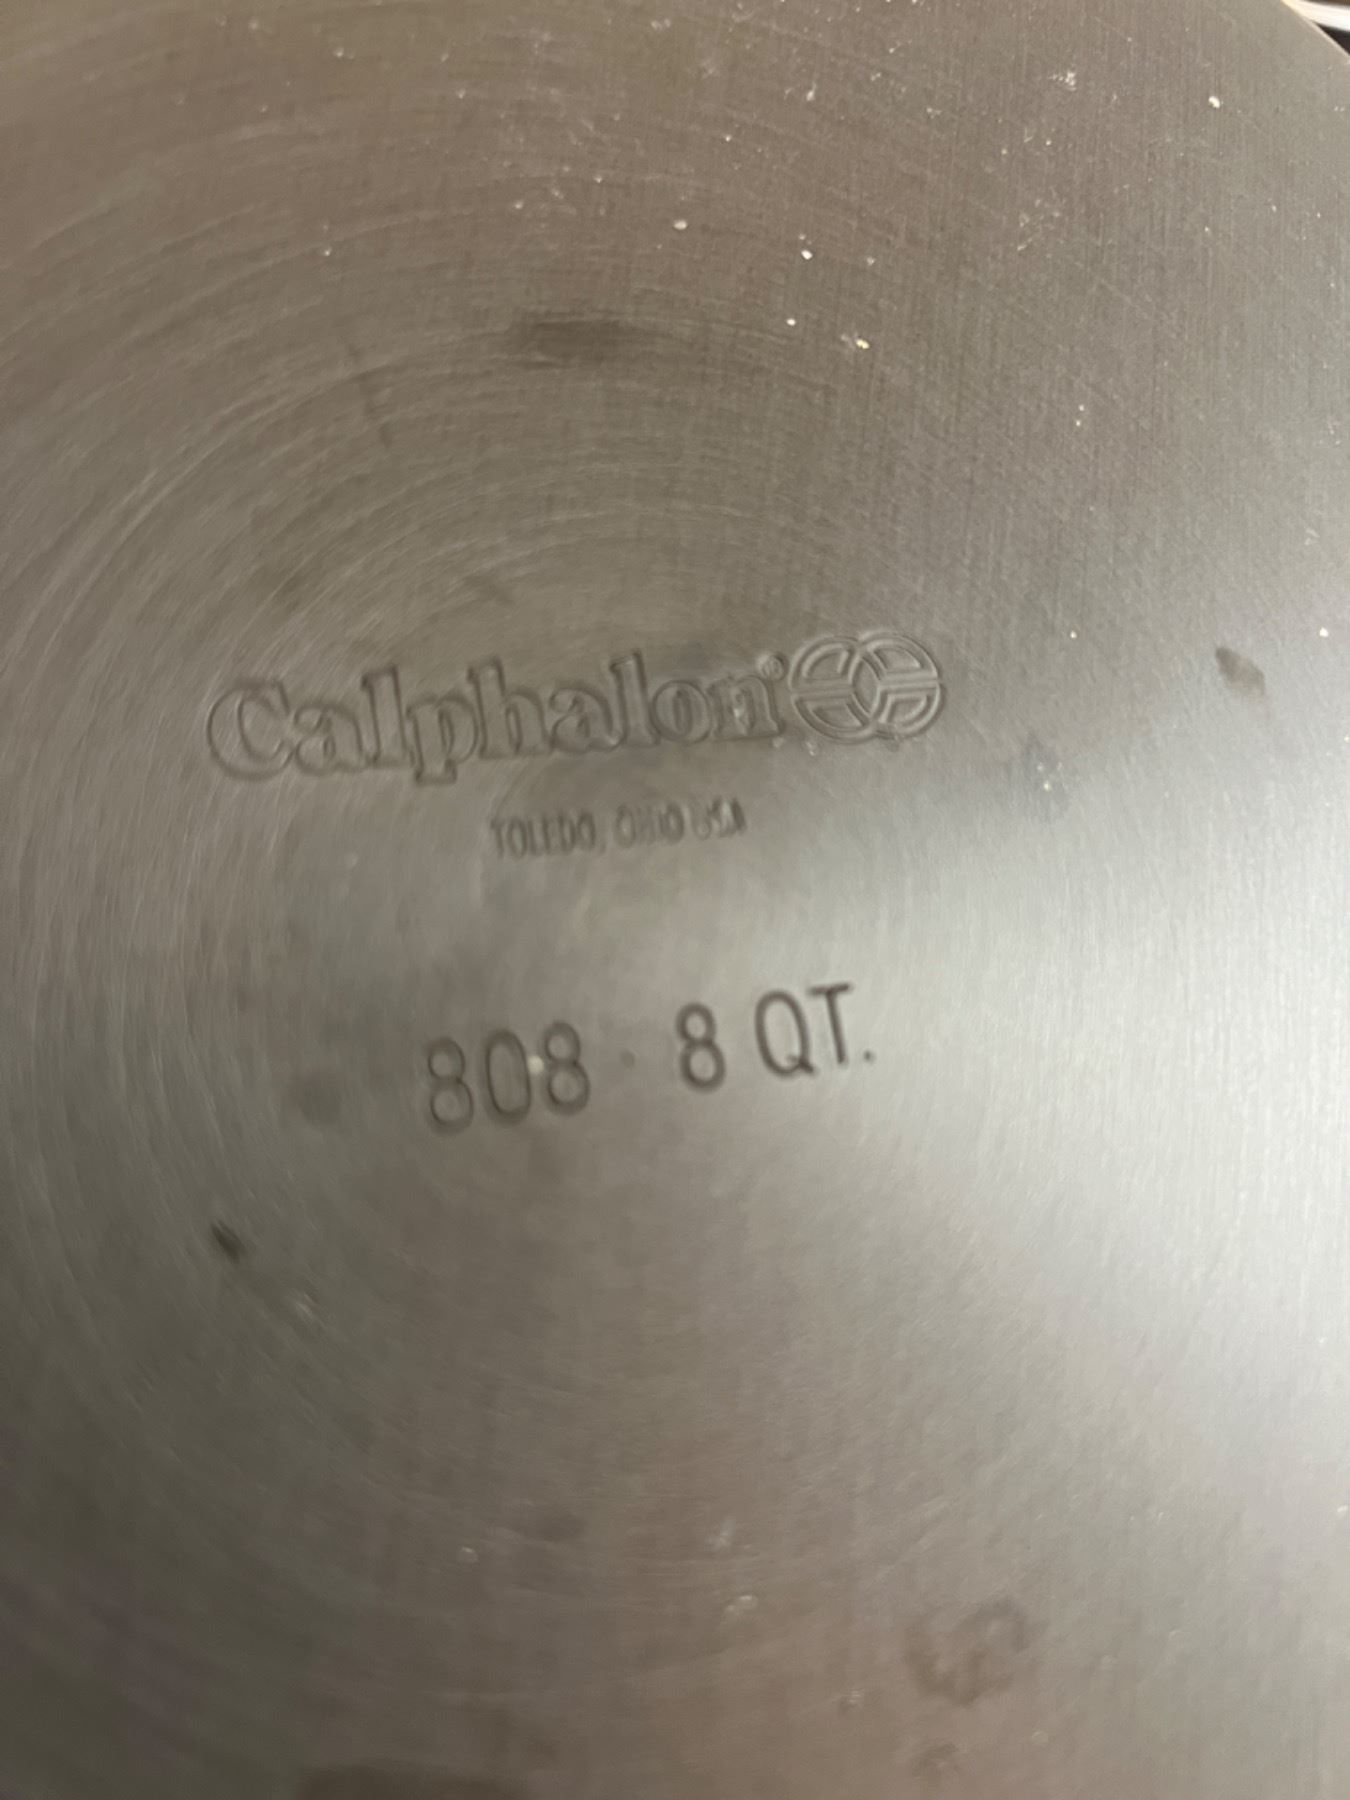 Calphalon®
TOLEDO, OHIO USA
808 · 8 QT.